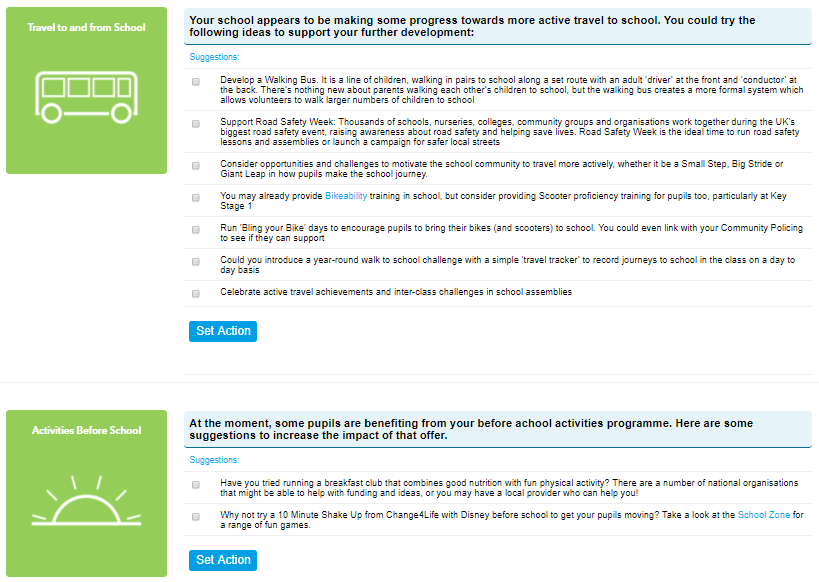 Travel to and from School
Your school appears to be making some progress towards more active travel to school. You could try the
following ideas to support your further development:
Suggestions:
Develop a Walking Bus. It is a line of children, walking in pairs to school along a set route with an adult 'driver' at the front and 'conductor' at
the back. There's nothing new about parents walking each other's children to school, but the walking bus creates a more formal system which
allows volunteers to walk larger numbers of children to school
Support Road Safety Week: Thousands of schools, nurseries, colleges, community groups and organisations work together during the UK's
biggest road safety event, raising awareness about road safety and helping save lives. Road Safety Week is the ideal time to run road safety
lessons and assemblies or launch a campaign for safer local streets
Consider opportunities and challenges to motivate the school community to travel more actively, whether it be a Small Step, Big Stride or
Giant Leap in how pupils make the school journey.
You may already provide Bikeability training in school, but consider providing Scooter proficiency training for pupils too, particularly at Key
Stage 1
Run 'Bling your Bike' days to encourage pupils to bring their bikes (and scooters) to school. You could even link with your Community Policing
to see if they can support
Could you introduce a year-round walk to school challenge with a simple 'travel tracker' to record journeys to school in the class on a day to
day basis
Celebrate active travel achievements and inter-class challenges in school assemblies
Set Action
Activities Before School
At the moment, some pupils are benefiting from your before achool activities programme. Here are some
suggestions to increase the impact of that offer.
Suggestions:
Have you tried running a breakfast club that combines good nutrition with fun physical activity? There are a number of national organisations
that might be able to help with funding and ideas, or you may have a local provider who can help you!
Why not try a 10 Minute Shake Up from Change4Life with Disney before school to get your pupils moving? Take a look at the School Zone for
a range of fun games.
Set Action